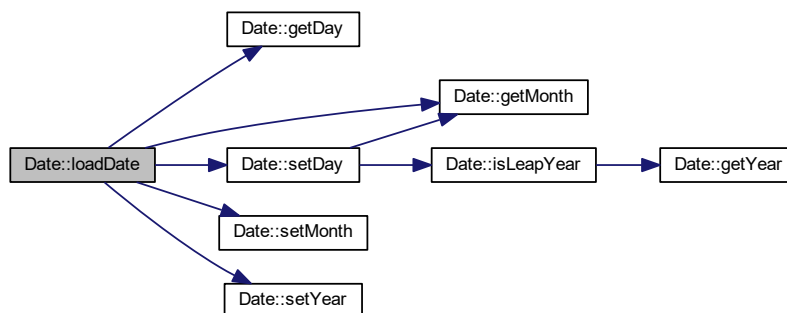 Date::getDay
Date::getMonth
Date::loadDate
Date::setDay
Date::isLeapYear
Date::getYear
Date::setMonth
Date::setYear